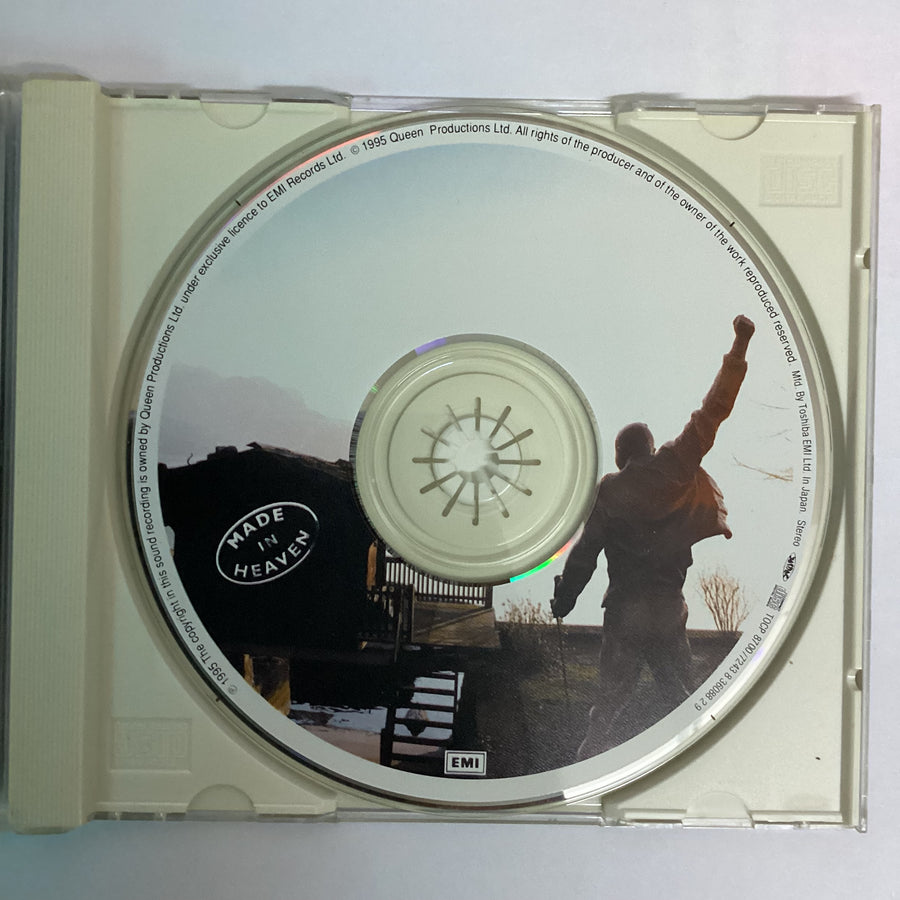 ℗ 1995 The copyright in this sound recording is owned by Queen Productions Ltd. under exclusive licence to EMI Records Ltd. © 1995 Queen Productions Ltd. All rights of the producer and of the owner of the work reproduced reserved. Mfd. By Toshiba EMI Ltd. In Japan. Stereo
TOCP 8700/7243 8 36088 2 9
MADE
IN
HEAVEN
EMI